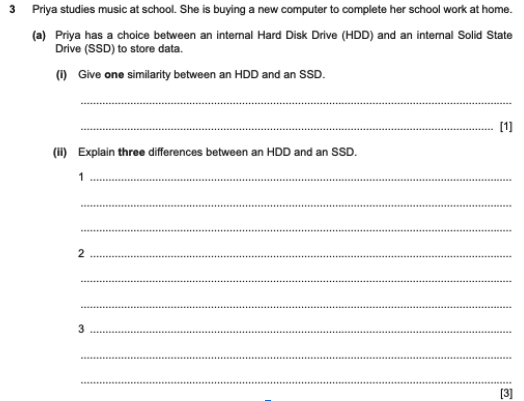 3 Priya studies music at school. She is buying a new computer to complete her school work at home.
(a) Priya has a choice between an internal Hard Disk Drive (HDD) and an internal Solid State
Drive (SSD) to store data.
(i) Give one similarity between an HDD and an SSD.
[1]
(ii) Explain three differences between an HDD and an SSD.
1
2
3
[3]